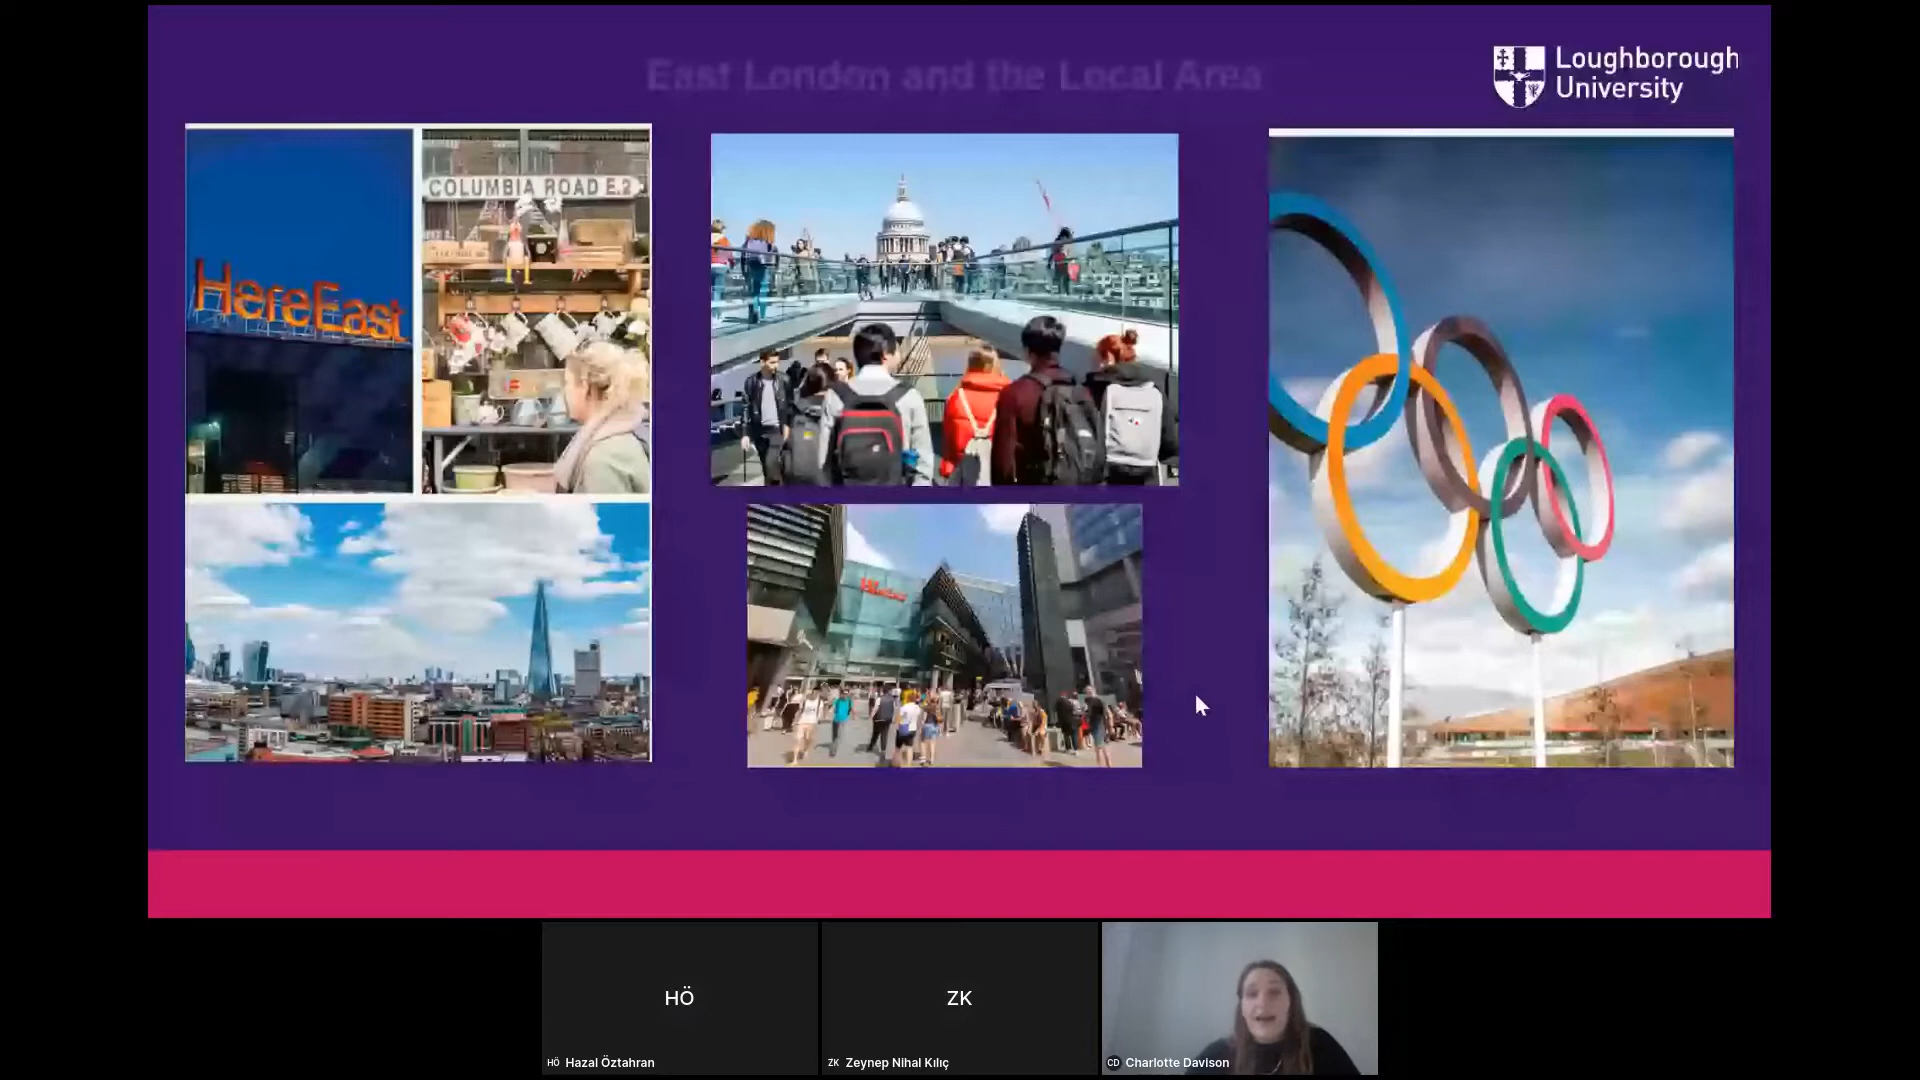 East London and the Local Area
Loughborough
University
HereEast
COLUMBIA ROAD E.2
HÖ
ZK
HÖ Hazal Öztahran
ZK Zeynep Nihal Kılıç
CD Charlotte Davison